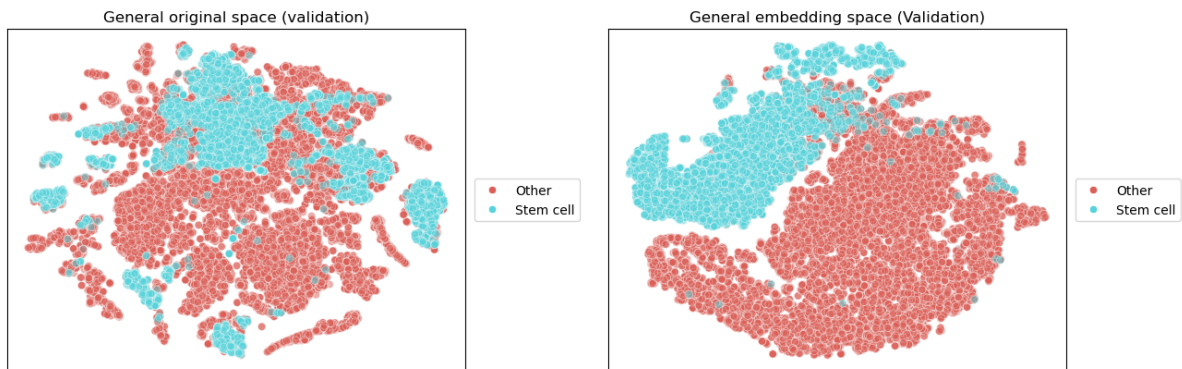 General original space (validation)
Other
Stem cell
General embedding space (Validation)
Other
Stem cell